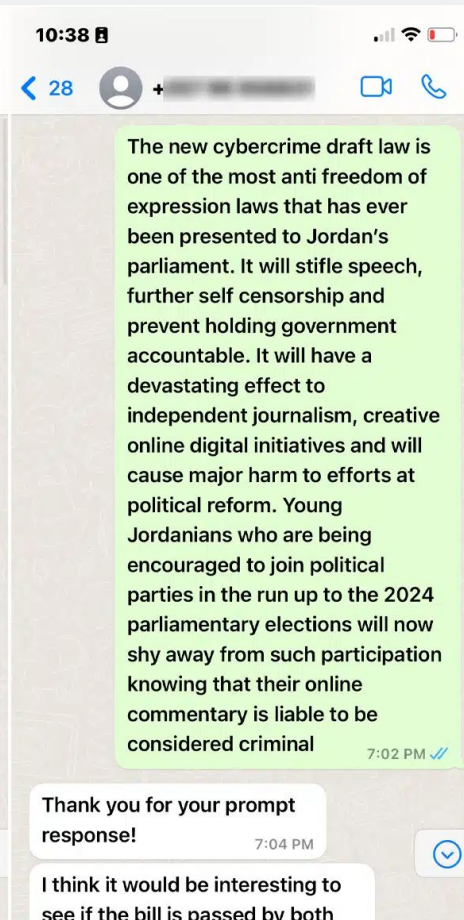 10:38
28
+
The new cybercrime draft law is
one of the most anti freedom of
expression laws that has ever
been presented to Jordan's
parliament. It will stifle speech,
further self censorship and
prevent holding government
accountable. It will have a
devastating effect to
independent journalism, creative
online digital initiatives and will
cause major harm to efforts at
political reform. Young
Jordanians who are being
encouraged to join political
parties in the run up to the 2024
parliamentary elections will now
shy away from such participation
knowing that their online
commentary is liable to be
considered criminal
7:02 PM
Thank you for your prompt
response!
7:04 PM
I think it would be interesting to
see if the bill is passed by both